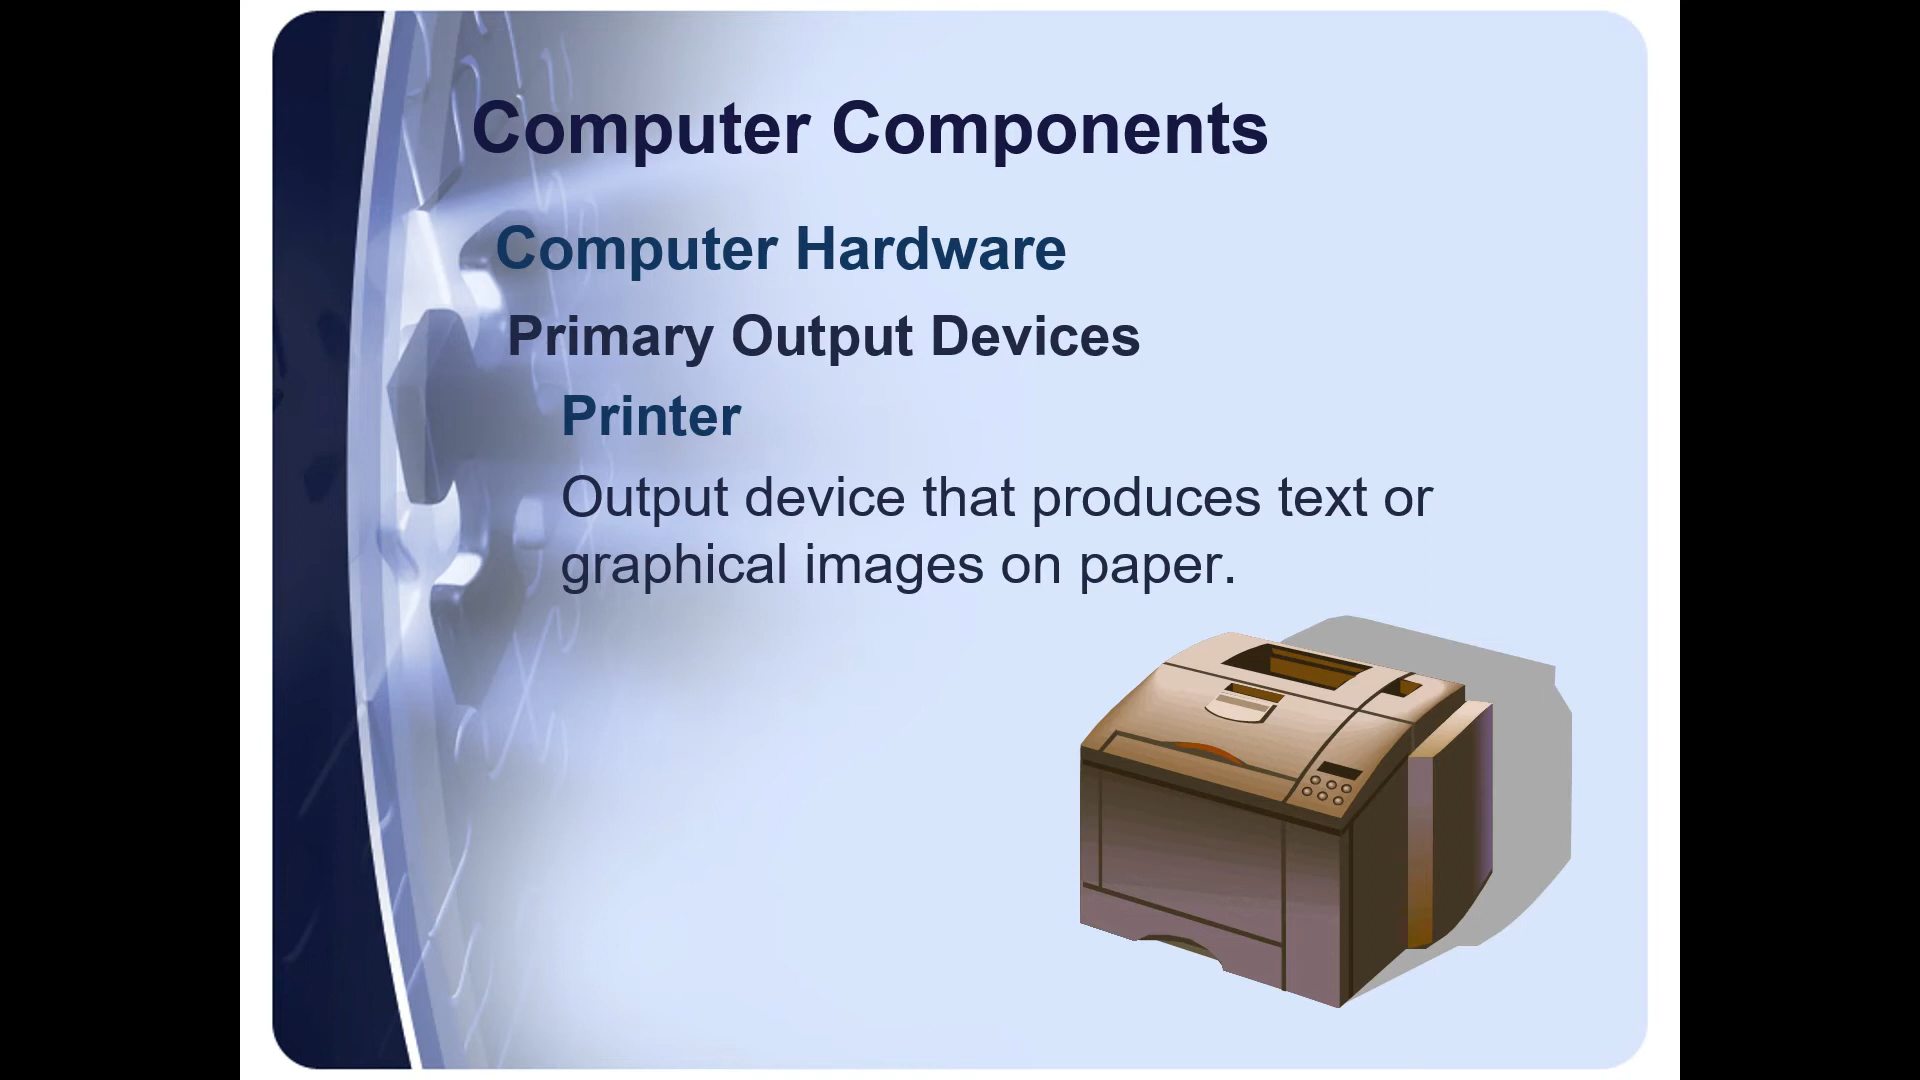 Computer Components
Computer Hardware
Primary Output Devices
Printer
Output device that produces text or
graphical images on paper.